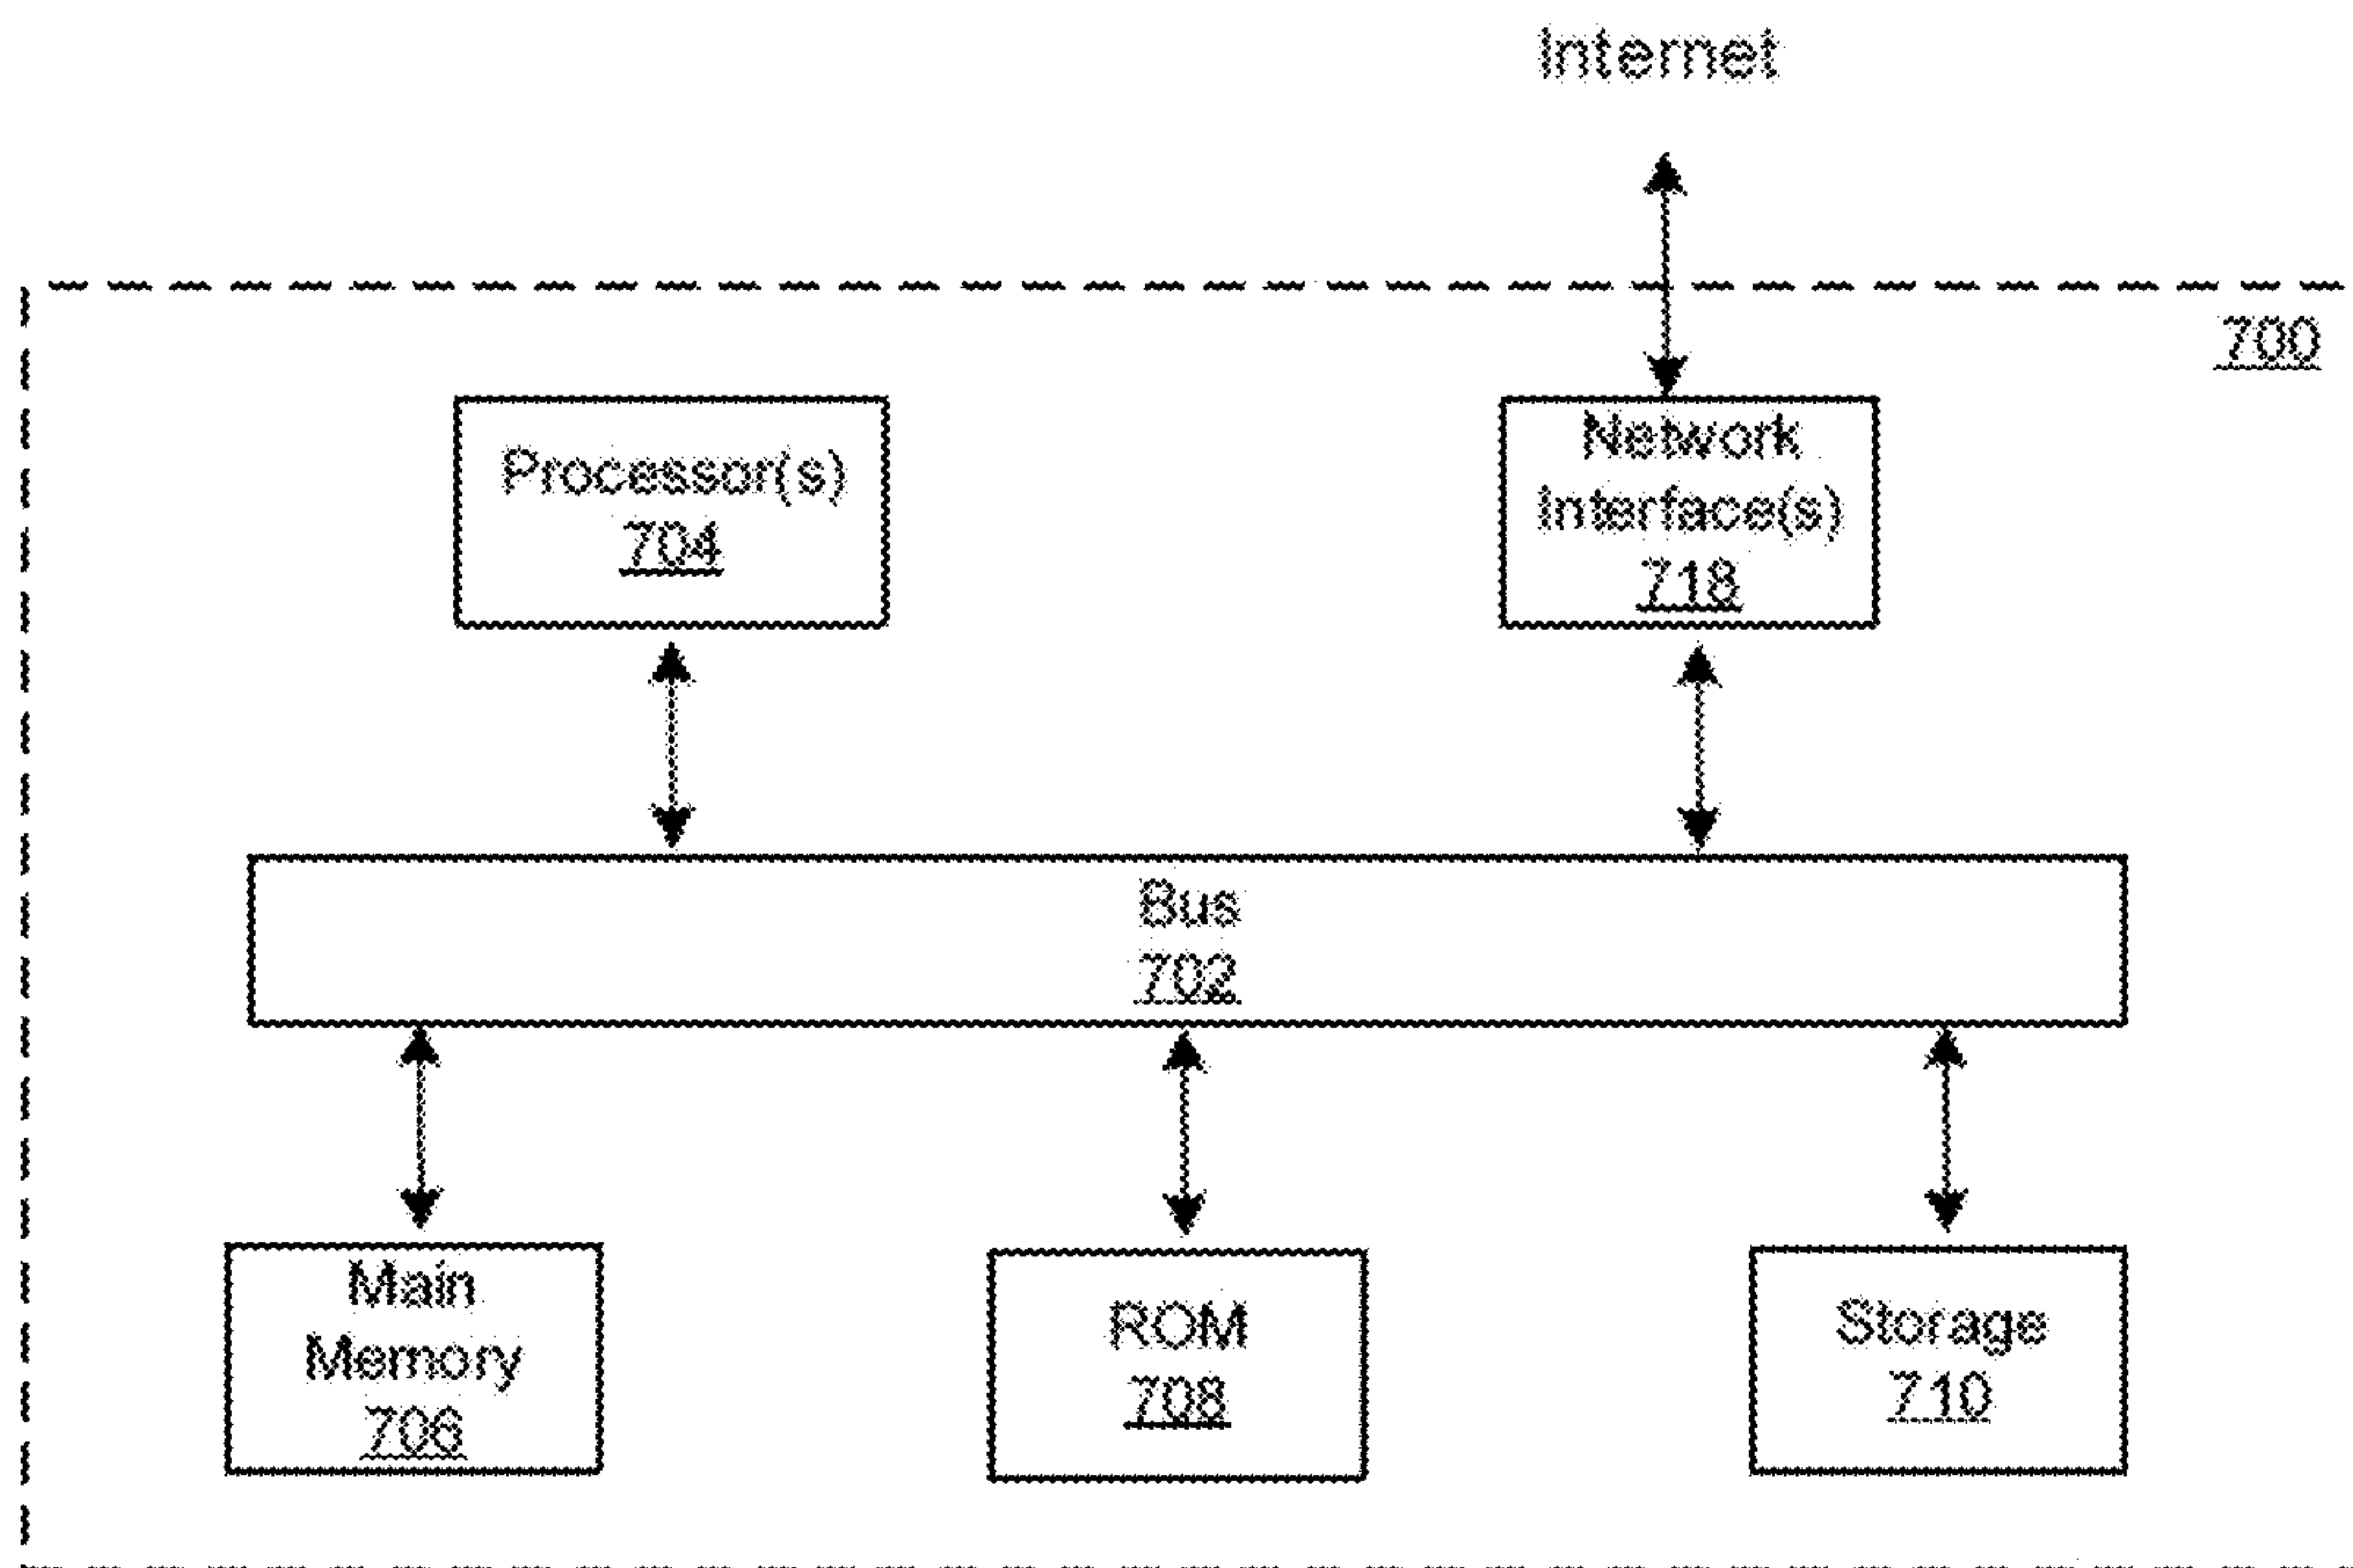 Internet
700
Processor(s)
704
Network
Interface(s)
718
Bus
702
Main
Memory
706
ROM
708
Storage
710